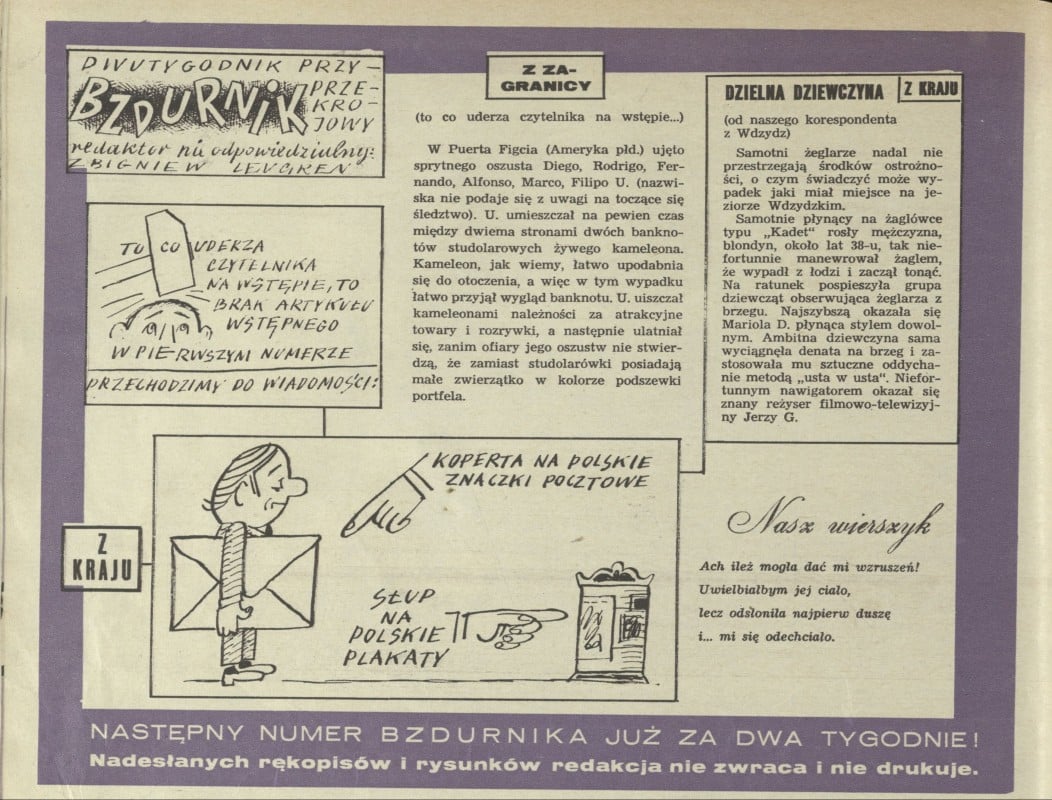 DWUTYGODNIK PRZY-
BZDURNIK PRZE-
KRO-
JOWY
redaktor nieodpowiedzialny:
ZBIGNIEW LENGREN
TO CO UDERZA
CZYTELNIKA
NA WSTĘPIE, TO
BRAK ARTYKUŁU
WSTĘPNEGO
W PIERWSZYM NUMERZE
PRZECHODZIMY DO WIADOMOŚCI:
Z ZA-
GRANICY
(to co uderza czytelnika na wstępie...)
W Puerta Figcia (Ameryka płd.) ujęto
sprytnego oszusta Diego, Rodrigo, Fer-
nando, Alfonso, Marco, Filipo U. (nazwi-
ska nie podaje się z uwagi na toczące się
śledztwo). U. umieszczał na pewien czas
między dwiema stronami dwóch bankno-
tów studolarowych żywego kameleona.
Kameleon, jak wiemy, łatwo upodabnia
się do otoczenia, a więc w tym wypadku
łatwo przyjął wygląd banknotu. U. uiszczał
kameleonami należności za atrakcyjne
towary i rozrywki, a następnie ulatniał
się, zanim ofiary jego oszustw nie stwier-
dzą, że zamiast studolarówki posiadają
małe zwierzątko w kolorze podszewki
portfela.
DZIELNA DZIEWCZYNA
Z KRAJU
(od naszego korespondenta
z Wdzydz)
Samotni żeglarze nadal nie
przestrzegają środków ostrożno-
ści, o czym świadczyć może wy-
padek jaki miał miejsce na je-
ziorze Wdzydzkim.
Samotnie płynący na żaglówce
typu „Kadet" rosły mężczyzna,
blondyn, około lat 38-u, tak nie-
fortunnie manewrował żaglem,
że wypadł z łodzi i zaczął tonąć.
Na ratunek pospieszyła grupa
dziewcząt obserwująca żeglarza z
brzegu. Najszybszą okazała się
Mariola D. płynąca stylem dowol-
nym. Ambitna dziewczyna sama
wyciągnęła denata na brzeg i za-
stosowała mu sztuczne oddycha-
nie metodą „usta w usta". Niefor-
tunnym nawigatorem okazał się
znany reżyser filmowo-telewizyj-
ny Jerzy G.
Z
KRAJU
KOPERTA NA POLSKIE
ZNACZKI POCZTOWE
SŁUP
NA
POLSKIE
PLAKATY
Nasz wierszyk
Ach ileż mogła dać mi wzruszeń!
Uwielbiałbym jej ciało,
lecz odsłoniła najpierw duszę
i... mi się odechciało.
NASTĘPNY NUMER BZDURNIKA JUŻ ZA DWA TYGODNIE!
Nadesłanych rękopisów i rysunków redakcja nie zwraca i nie drukuje.